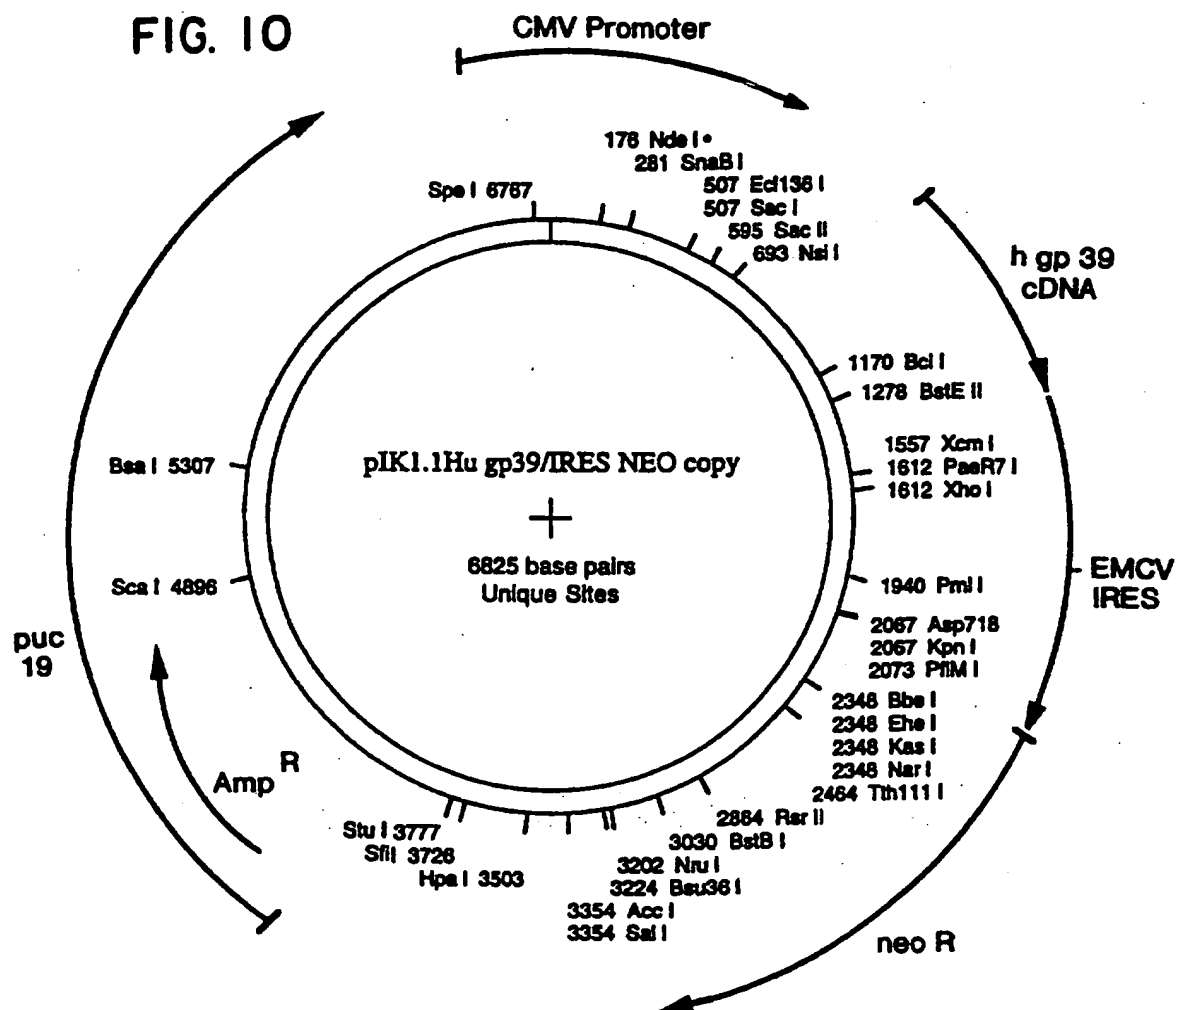 FIG. 10
CMV Promoter
176 Nde I•
281 SnaB I
507 Ecl136 I
507 Sac I
595 Sac II
693 Nsi I
Spe I 6767
h gp 39
cDNA
1170 Bcl I
1278 BstE II
1557 Xcm I
1612 PaeR7 I
1612 Xho I
Bsa I 5307
pIK1.1Hu gp39/IRES NEO copy
6825 base pairs
Unique Sites
Sca I 4896
1940 Pml I
EMCV
IRES
2067 Asp718
2067 Kpn I
2073 PflM I
puc
19
2348 Bbe I
2348 Ehe I
2348 Kas I
2348 Nar I
2464 Tth111 I
Amp R
2864 Rsr II
3030 BstB I
3202 Nru I
3224 Bsu36 I
3354 Acc I
3354 Sal I
Stu I 3777
SfiI 3726
Hpa I 3503
neo R